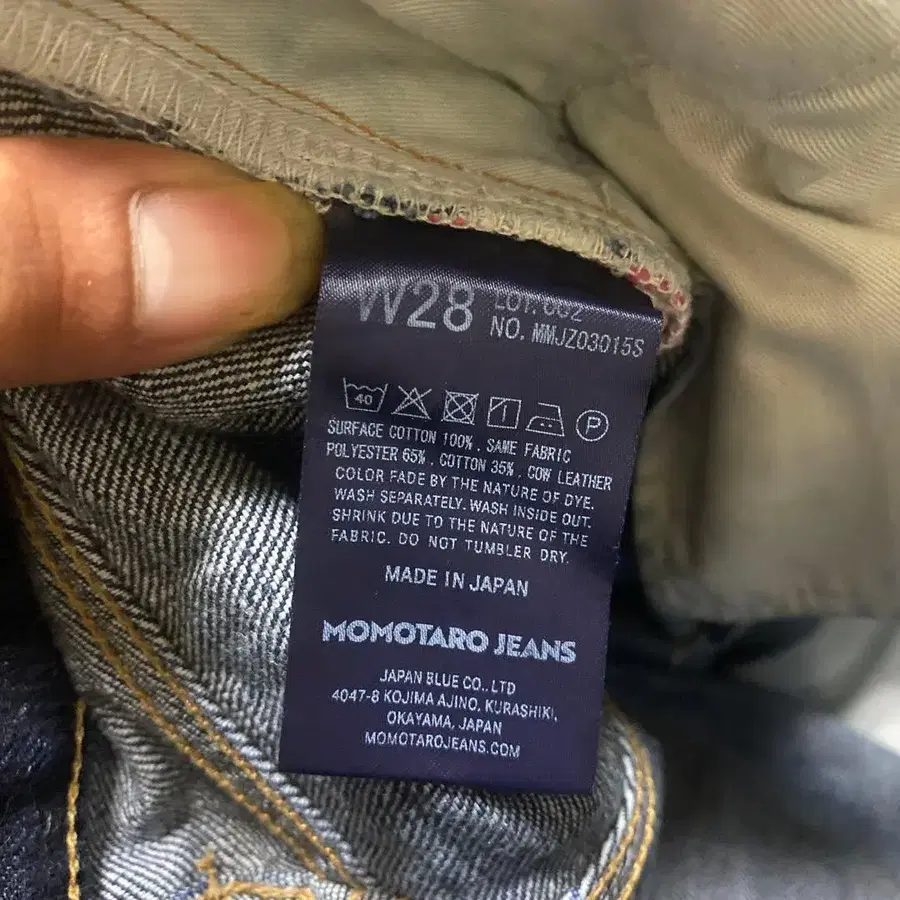 W28 LOT. 002
NO. MMJZ03015S
40 P
SURFACE COTTON 100%, SAME FABRIC
POLYESTER 65%, COTTON 35%, COW LEATHER
COLOR FADE BY THE NATURE OF DYE.
WASH SEPARATELY. WASH INSIDE OUT.
SHRINK DUE TO THE NATURE OF THE
FABRIC. DO NOT TUMBLER DRY.
MADE IN JAPAN
MOMOTARO JEANS
JAPAN BLUE CO.,LTD
4047-8 KOJIMA AJINO, KURASHIKI,
OKAYAMA, JAPAN
MOMOTAROJEANS.COM